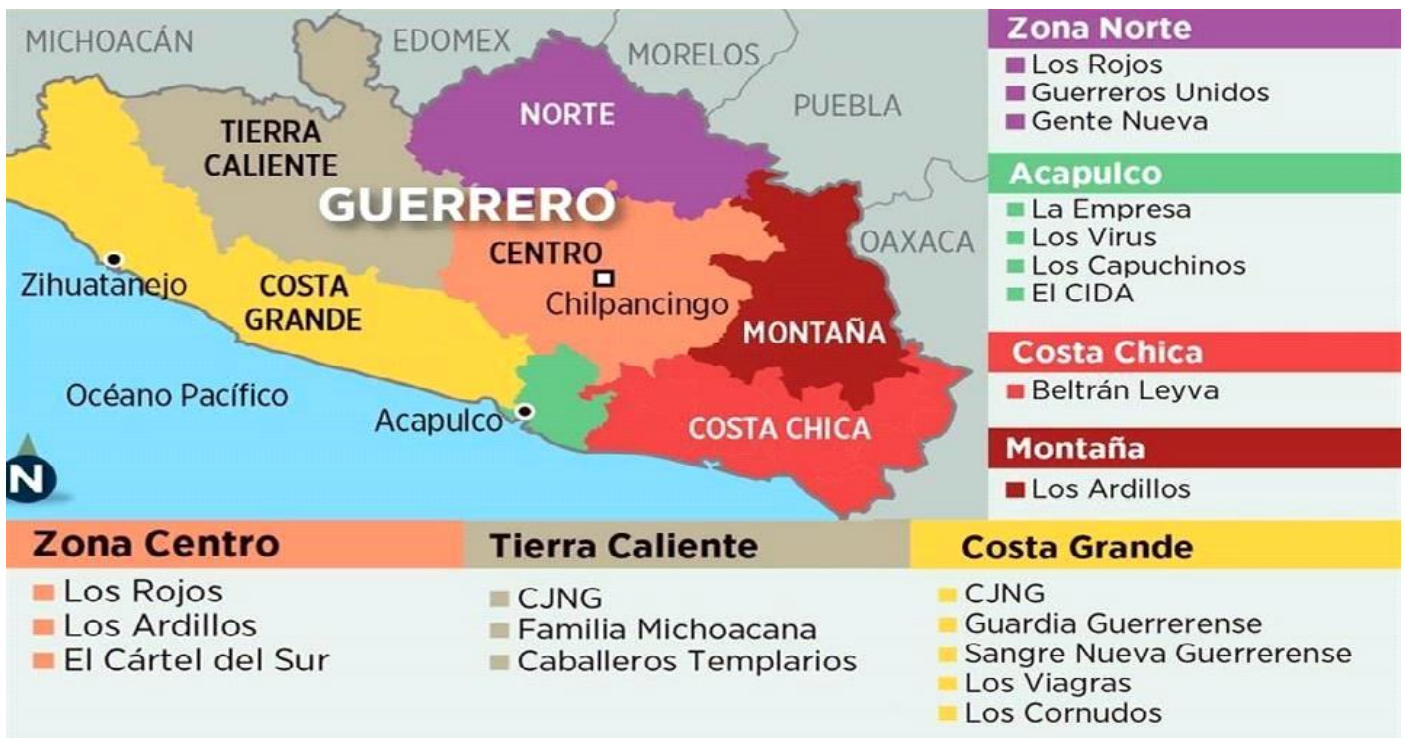 MICHOACÁN
EDOMEX
MORELOS
PUEBLA
OAXACA
NORTE
TIERRA
CALIENTE
GUERRERO
CENTRO
Chilpancingo
Zihuatanejo
COSTA
GRANDE
MONTAÑA
Océano Pacífico
Acapulco
COSTA CHICA
N
Zona Norte
Los Rojos
Guerreros Unidos
Gente Nueva
Acapulco
La Empresa
Los Virus
Los Capuchinos
El CIDA
Costa Chica
Beltrán Leyva
Montaña
Los Ardillos
Zona Centro
Los Rojos
Los Ardillos
El Cártel del Sur
Tierra Caliente
CJNG
Familia Michoacana
Caballeros Templarios
Costa Grande
CJNG
Guardia Guerrerense
Sangre Nueva Guerrerense
Los Viagras
Los Cornudos